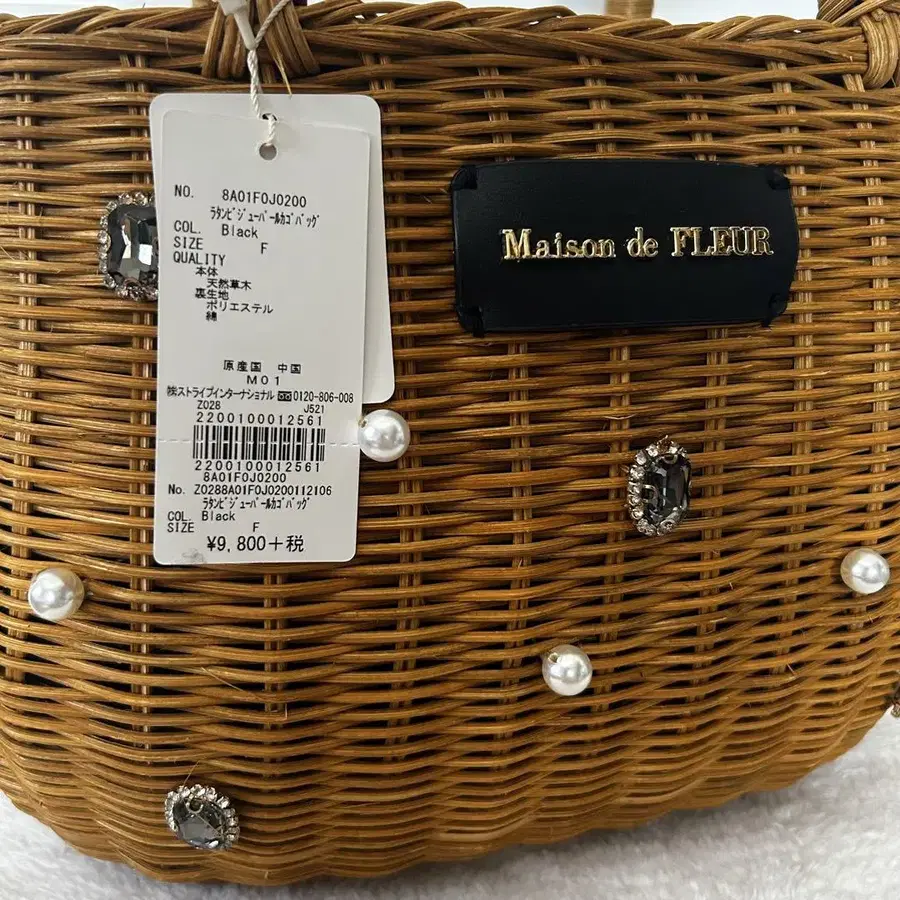 NO. 8A01F0J0200
ﾗﾀﾝﾋﾞｼﾞｭｰﾊﾟｰﾙｶｺﾞﾊﾞｯｸﾞ
COL. Black
SIZE F
QUALITY
本体
天然草木
裏生地
ポリエステル
綿
原産国 中国
M01
㈱ストライプインターナショナル 0120-806-008
Z028 J521
2200100012561
2200100012561
8A01F0J0200
No. Z0288A01F0J0200112106
ﾗﾀﾝﾋﾞｼﾞｭｰﾊﾟｰﾙｶｺﾞﾊﾞｯｸﾞ
COL. Black
SIZE F
¥9,800+税
Maison de FLEUR